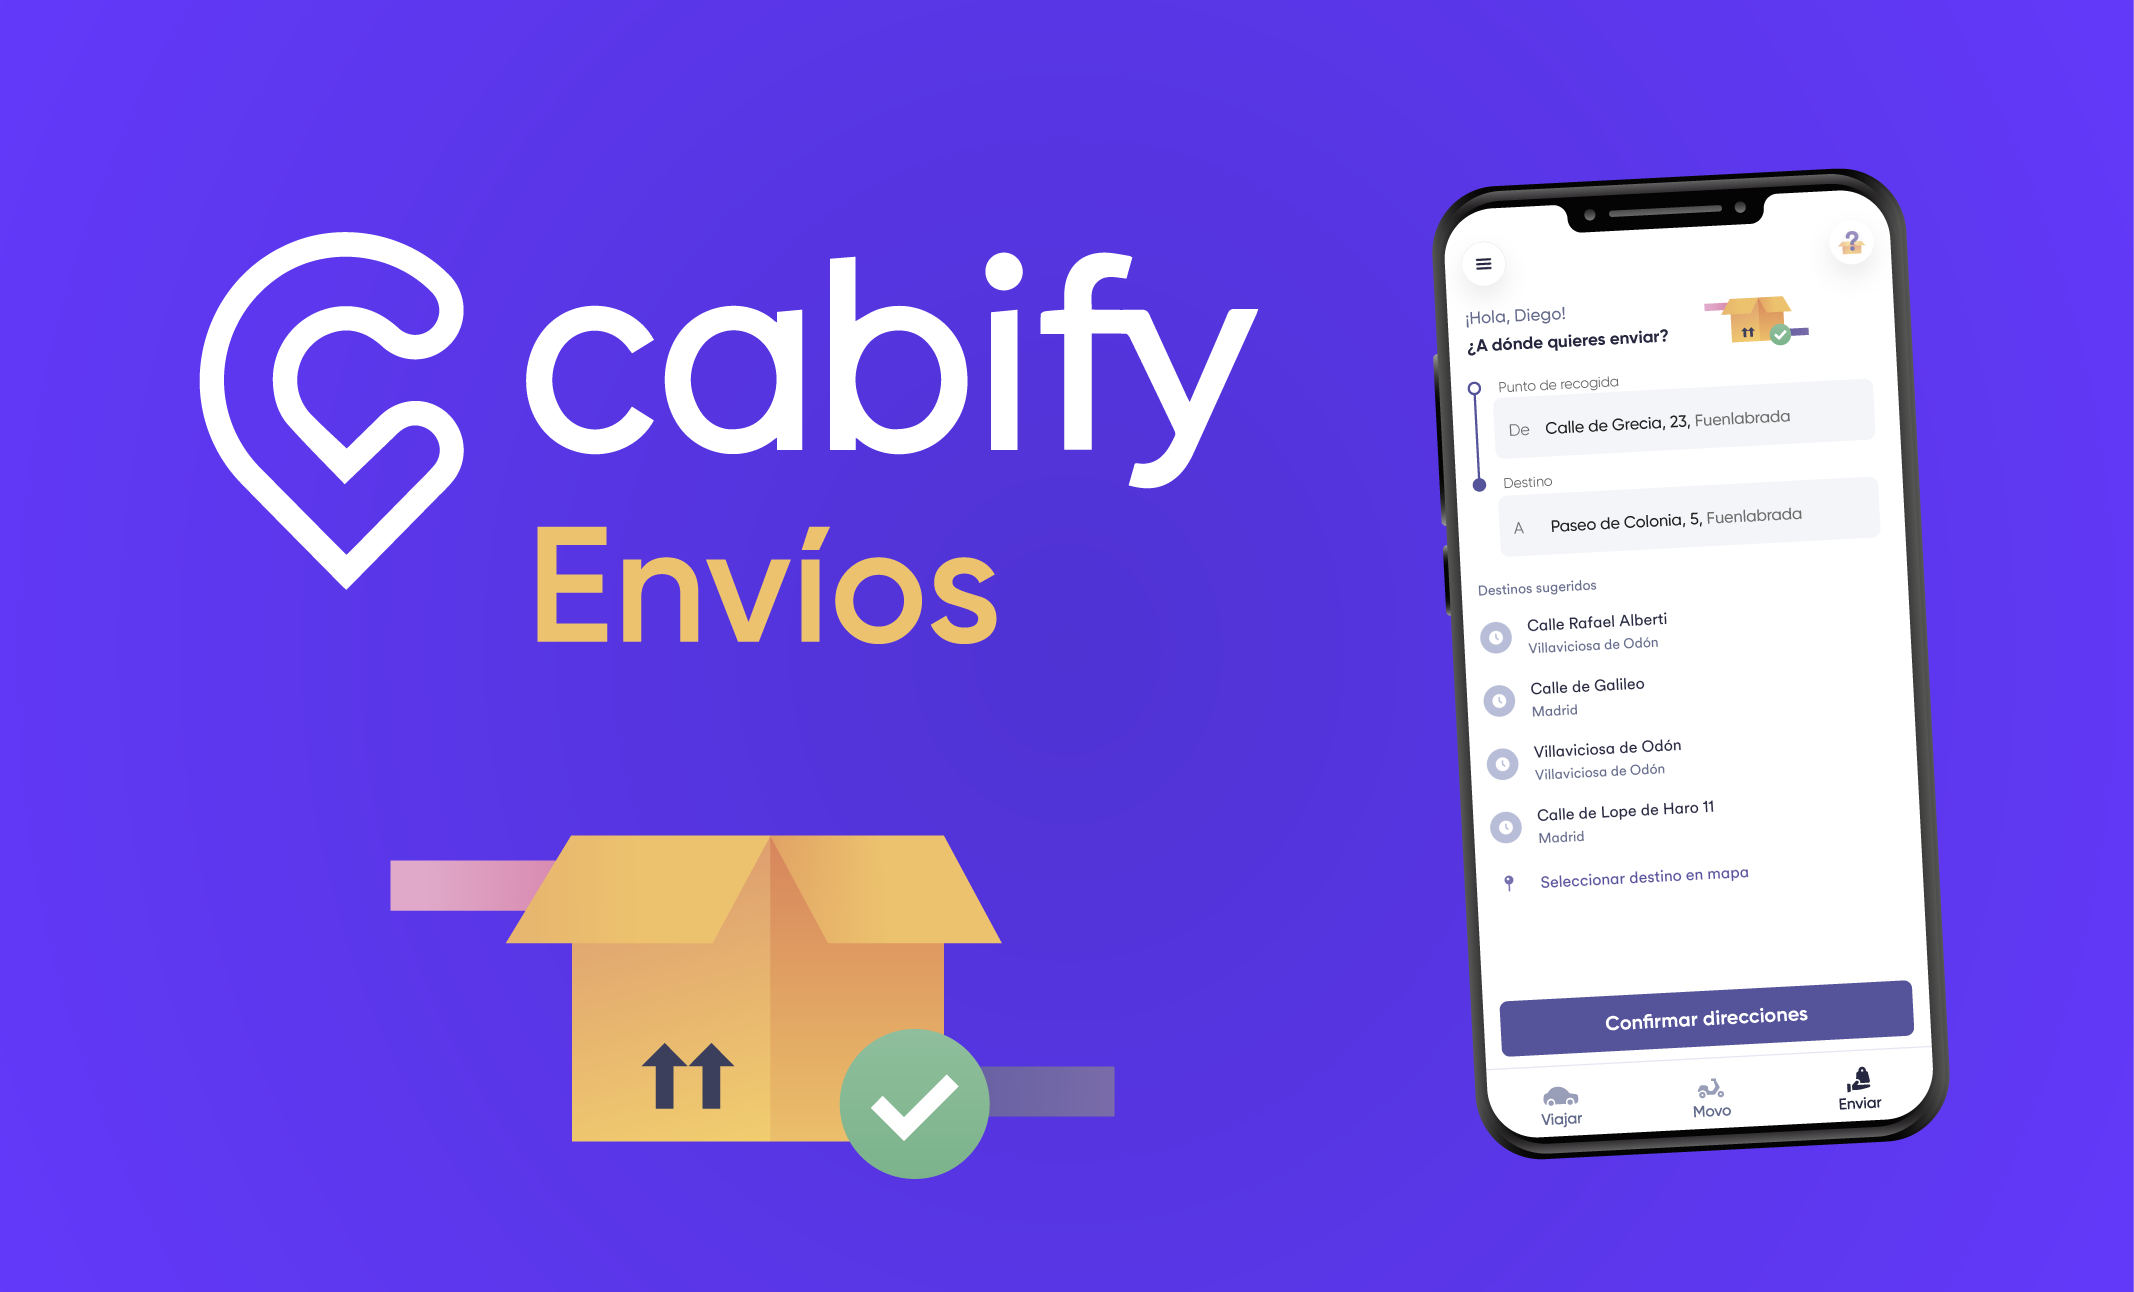 cabify
Envíos
¡Hola, Diego!
¿A dónde quieres enviar?
Punto de recogida
De Calle de Grecia, 23, Fuenlabrada
Destino
A Paseo de Colonia, 5, Fuenlabrada
Destinos sugeridos
Calle Rafael Alberti
Villaviciosa de Odón
Calle de Galileo
Madrid
Villaviciosa de Odón
Villaviciosa de Odón
Calle de Lope de Haro 11
Madrid
Seleccionar destino en mapa
Confirmar direcciones
Viajar Movo Enviar